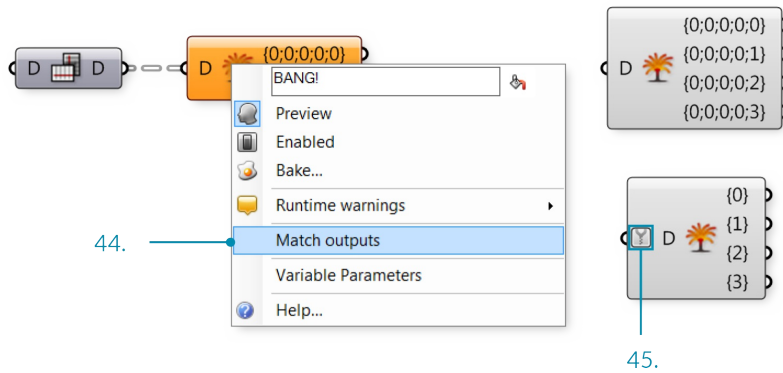 D D
D {0;0;0;0;0}
BANG!
Preview
Enabled
Bake...
Runtime warnings
Match outputs
Variable Parameters
Help...
44.
D
{0;0;0;0;0}
{0;0;0;0;1}
{0;0;0;0;2}
{0;0;0;0;3}
D
{0}
{1}
{2}
{3}
45.